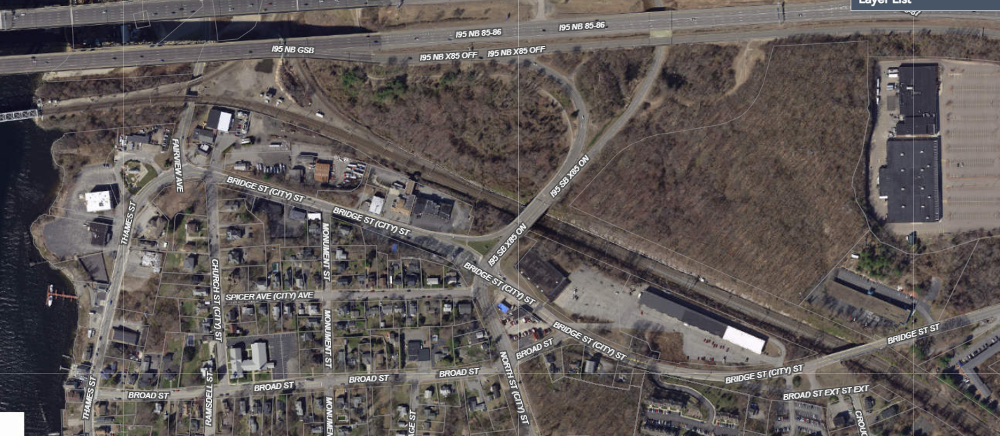 Layer List
I95 NB 85-86
I95 NB 85-86
I95 NB GSB
I95 NB X85 OFF
I95 NB X85 OFF
FAIRVIEW AVE
I95 SB X85 ON
BRIDGE ST (CITY) ST
BRIDGE ST (CITY) ST
THAMES ST
MONUMENT ST
I95 SB X85 ON
CHURCH ST (CITY) ST
BRIDGE ST (CITY) ST
SPICER AVE (CITY) AVE
MONUMENT ST
BRIDGE ST (CITY) ST
BRIDGE ST ST
BROAD ST
NORTH ST (CITY) ST
BROAD ST
BROAD ST
BROAD ST
BROAD ST
BRIDGE ST (CITY) ST
THAMES ST
RAMSDELL ST
BROAD ST EXT ST EXT
MONUMEN
AGE ST
CROUC